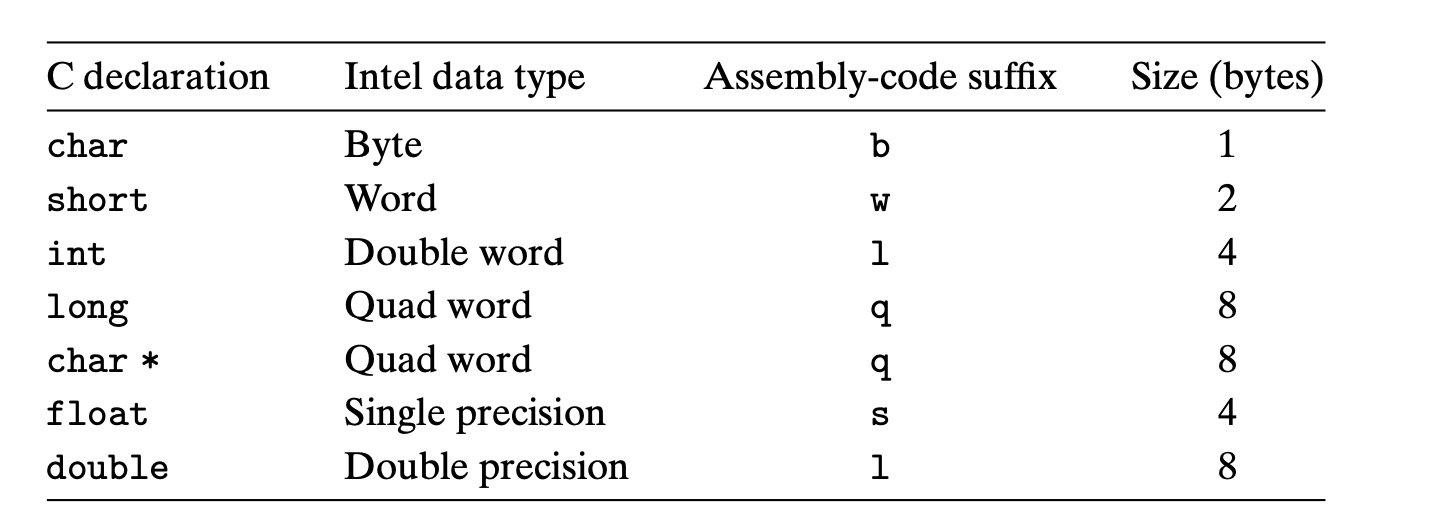 C declaration Intel data type Assembly-code suffix Size (bytes)
char Byte b 1
short Word w 2
int Double word l 4
long Quad word q 8
char * Quad word q 8
float Single precision s 4
double Double precision l 8